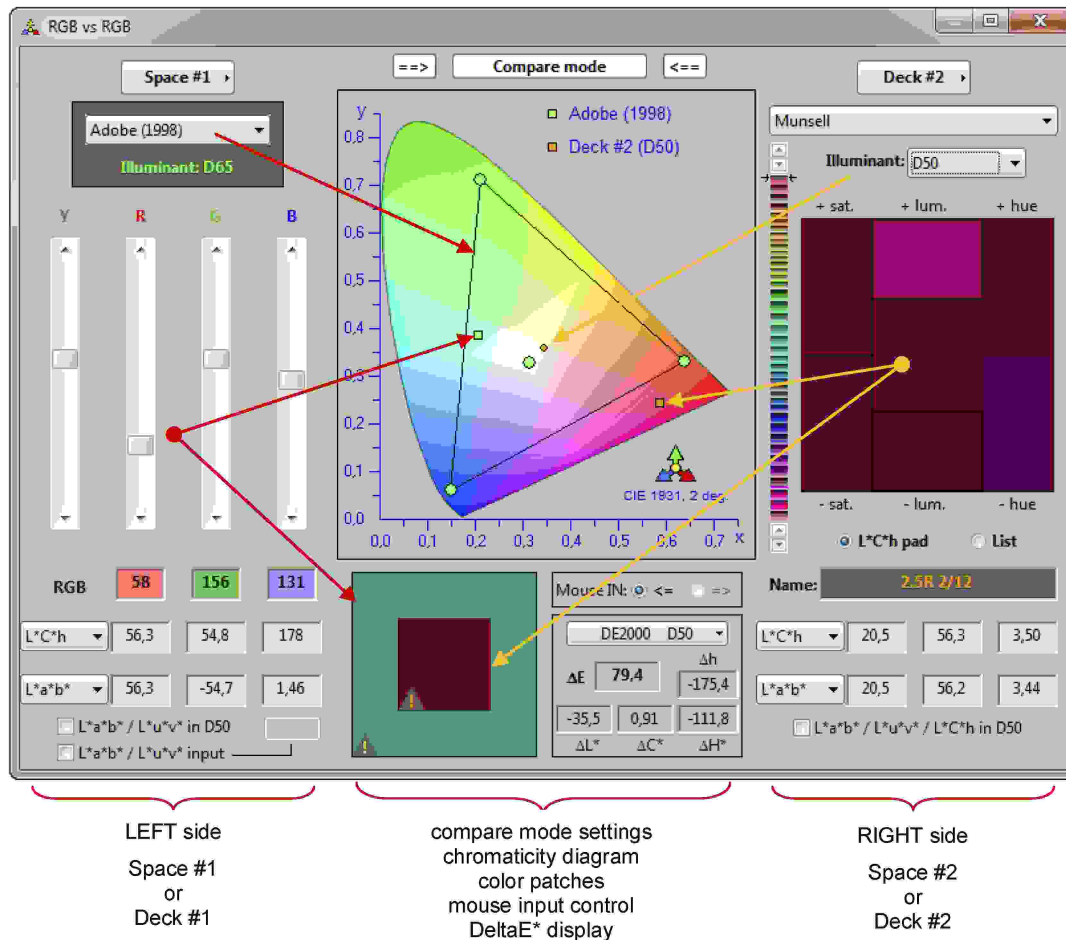 RGB vs RGB
Space #1
==>
Compare mode
<==
Deck #2
Adobe (1998)
Illuminant: D65
Y
R
G
B
y
0,8
0,7
0,6
0,5
0,4
0,3
0,2
0,1
0,0
0,0
0,1
0,2
0,3
0,4
0,5
0,6
0,7
x
Adobe (1998)
Deck #2 (D50)
CIE 1931, 2 deg.
Munsell
Illuminant:
D50
+ sat.
+ lum.
+ hue
- sat.
- lum.
- hue
L*C*h pad
List
RGB
58
156
131
L*C*h
56,3
54,8
178
L*a*b*
56,3
-54,7
1,46
L*a*b* / L*u*v* in D50
L*a*b* / L*u*v* input
!
!
Mouse IN:
<=
=>
DE2000 D50
ΔE
79,4
Δh
-175,4
-35,5
0,91
-111,8
ΔL*
ΔC*
ΔH*
Name:
2.5R 2/12
L*C*h
20,5
56,3
3,50
L*a*b*
20,5
56,2
3,44
L*a*b* / L*u*v* / L*C*h in D50
LEFT side
Space #1
or
Deck #1
compare mode settings
chromaticity diagram
color patches
mouse input control
DeltaE* display
RIGHT side
Space #2
or
Deck #2